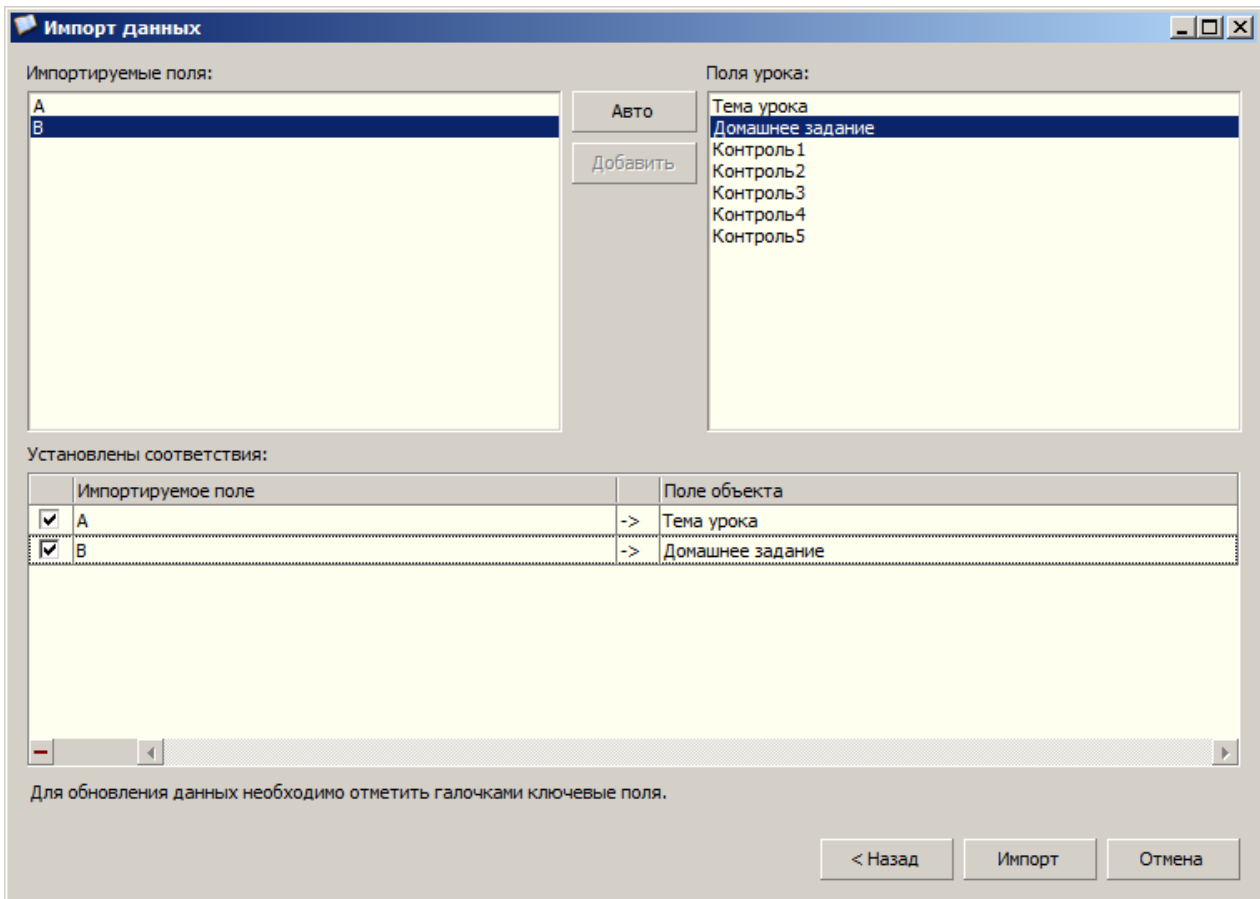 Импорт данных
Импортируемые поля:
A
B
Авто
Добавить
Поля урока:
Тема урока
Домашнее задание
Контроль1
Контроль2
Контроль3
Контроль4
Контроль5
Установлены соответствия:
Импортируемое поле Поле объекта
A -> Тема урока
B -> Домашнее задание
Для обновления данных необходимо отметить галочками ключевые поля.
< Назад Импорт Отмена